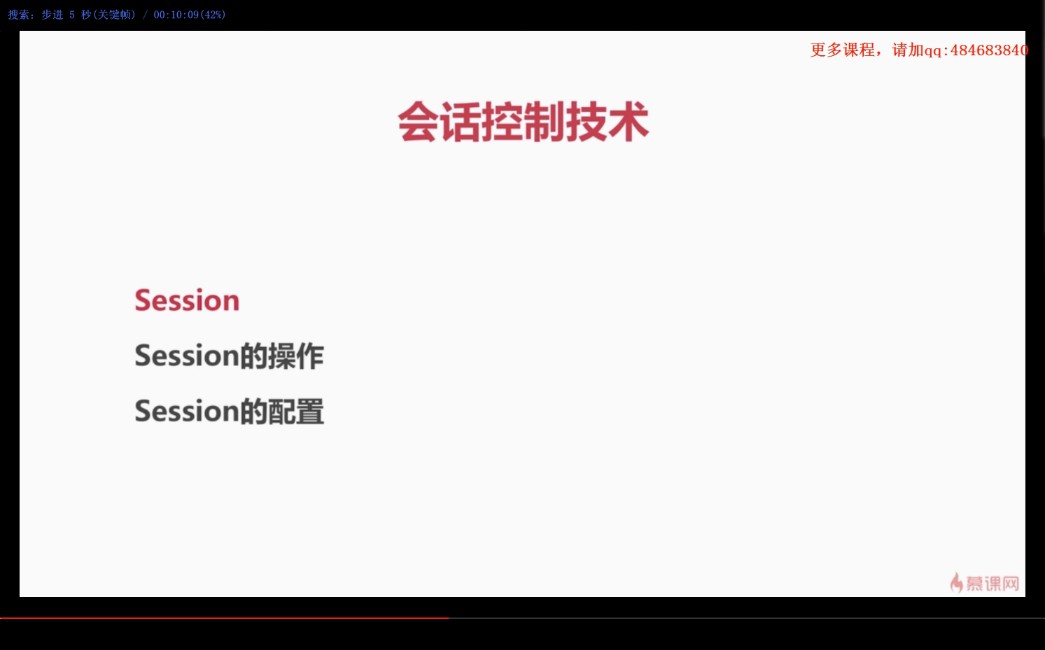 搜索: 步进 5 秒(关键帧) / 00:10:09(42%)
更多课程，请加qq:484683840
会话控制技术
Session
Session的操作
Session的配置
慕课网